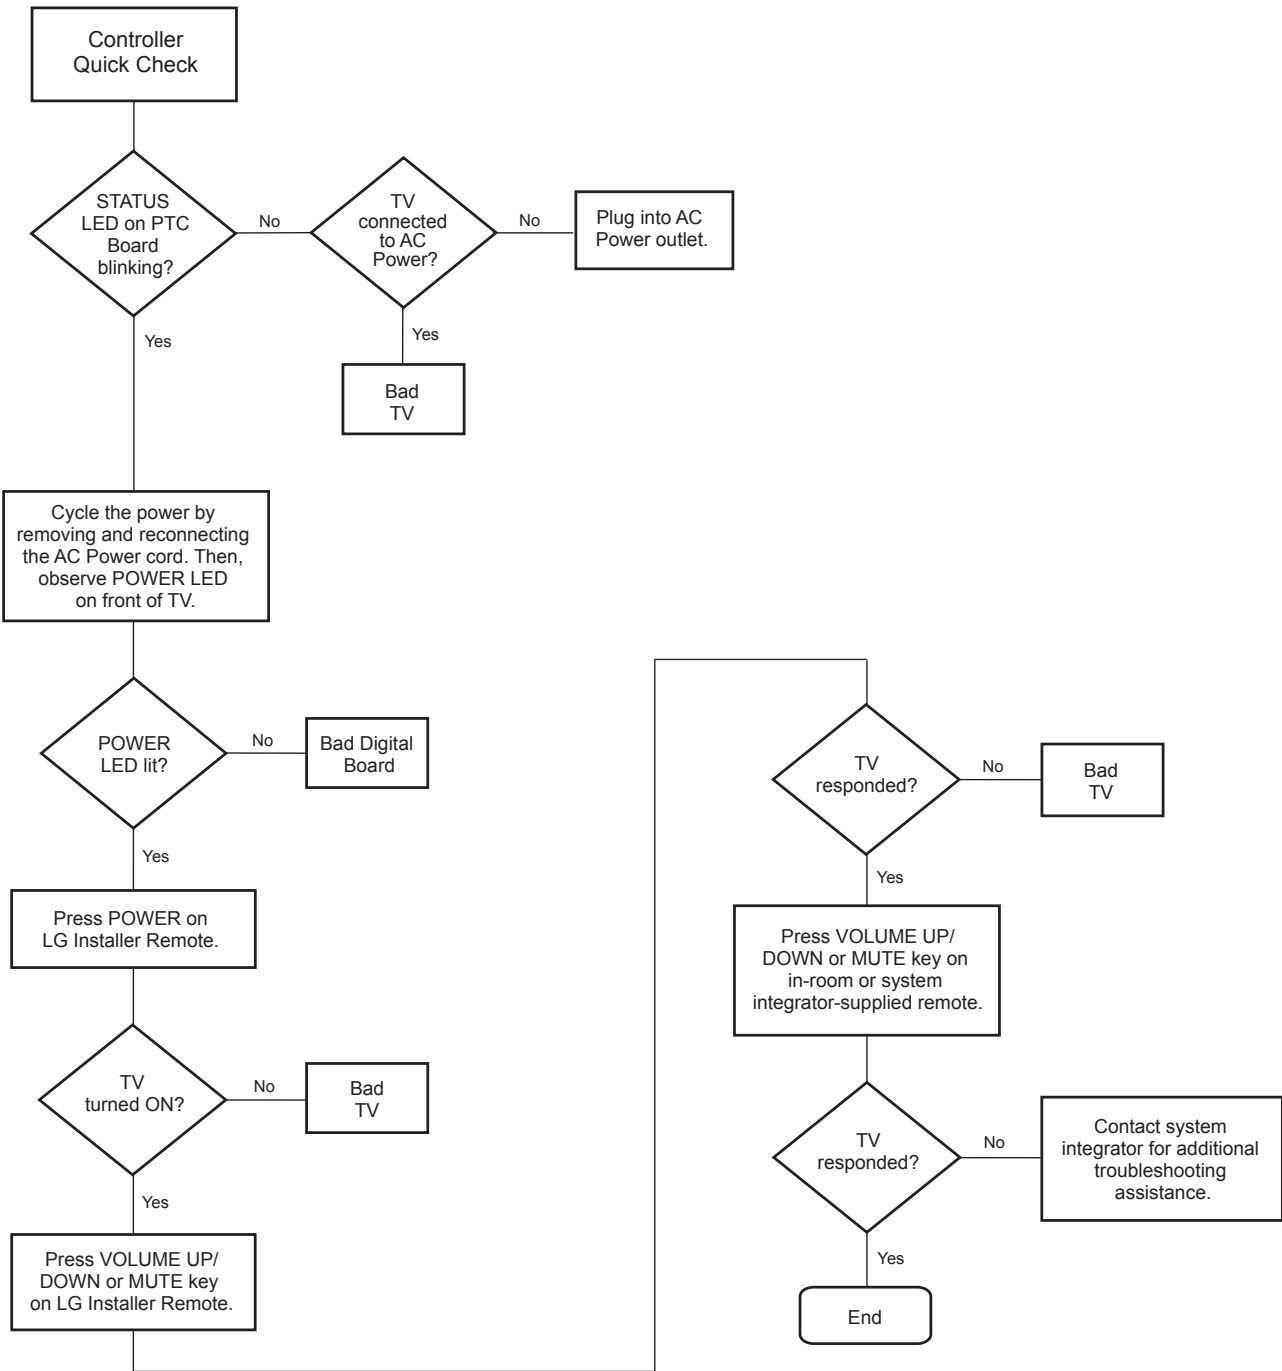 Controller
Quick Check
STATUS
LED on PTC
Board
blinking?
No
TV
connected
to AC
Power?
No
Plug into AC
Power outlet.
Yes
Yes
Bad
TV
Cycle the power by
removing and reconnecting
the AC Power cord. Then,
observe POWER LED
on front of TV.
POWER
LED lit?
No
Bad Digital
Board
Yes
Press POWER on
LG Installer Remote.
TV
turned ON?
No
Bad
TV
Yes
Press VOLUME UP/
DOWN or MUTE key
on LG Installer Remote.
TV
responded?
No
Bad
TV
Yes
Press VOLUME UP/
DOWN or MUTE key on
in-room or system
integrator-supplied remote.
TV
responded?
No
Contact system
integrator for additional
troubleshooting
assistance.
Yes
End